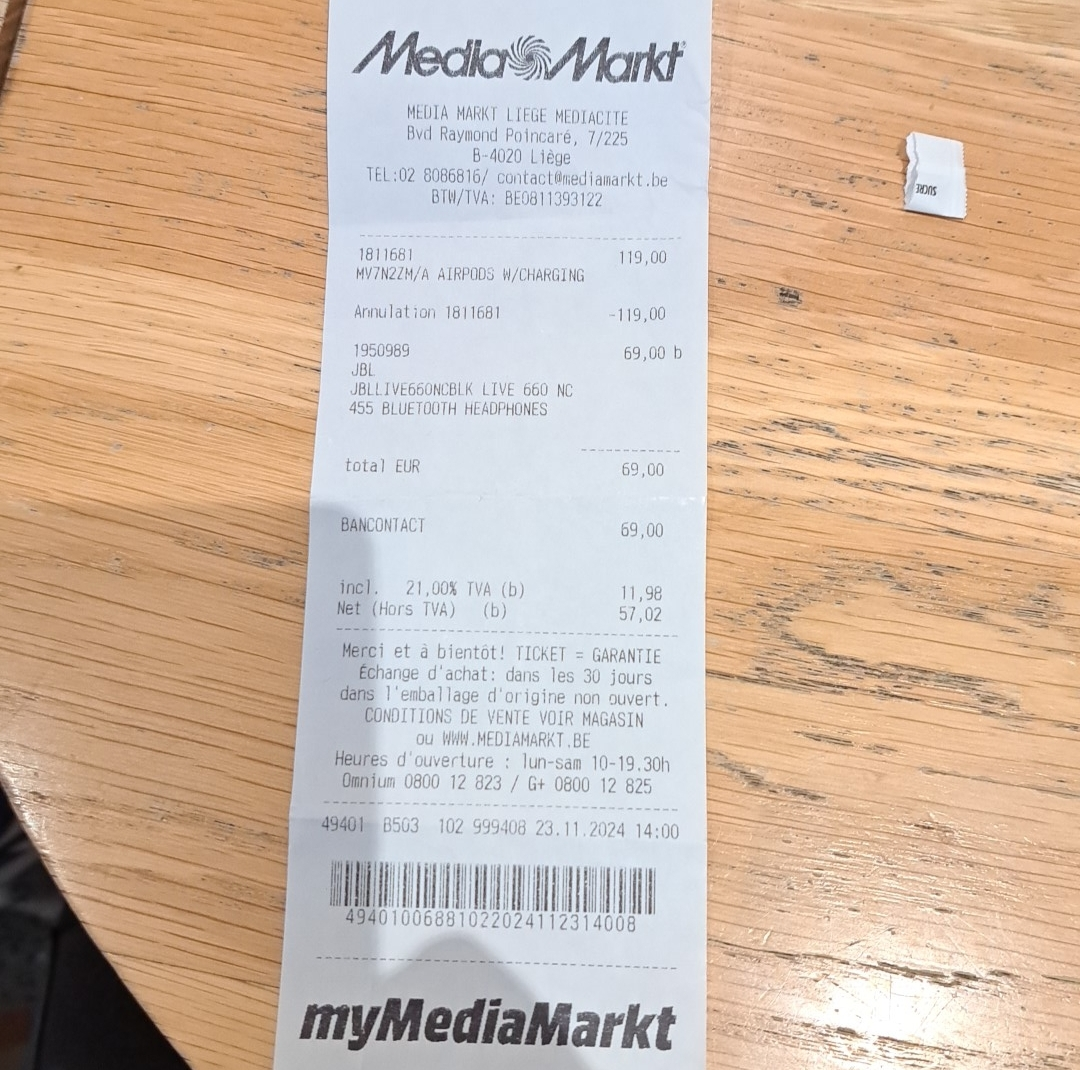 MediaMarkt
MEDIA MARKT LIEGE MEDIACITE
Bvd Raymond Poincaré, 7/225
B-4020 Liège
TEL:02 8086816/ contact@mediamarkt.be
BTW/TVA: BE0811393122
1811681 119,00
MV7N2ZM/A AIRPODS W/CHARGING
Annulation 1811681 -119,00
1950989 69,00 b
JBL
JBLLIVE660NCBLK LIVE 660 NC
455 BLUETOOTH HEADPHONES
total EUR 69,00
BANCONTACT 69,00
incl. 21,00% TVA (b) 11,98
Net (Hors TVA) (b) 57,02
Merci et à bientôt! TICKET = GARANTIE
Échange d'achat: dans les 30 jours
dans l'emballage d'origine non ouvert.
CONDITIONS DE VENTE VOIR MAGASIN
ou WWW.MEDIAMARKT.BE
Heures d'ouverture : lun-sam 10-19.30h
Omnium 0800 12 823 / G+ 0800 12 825
49401 B503 102 999408 23.11.2024 14:00
49401006881022024112314008
myMediaMarkt
SUCRE